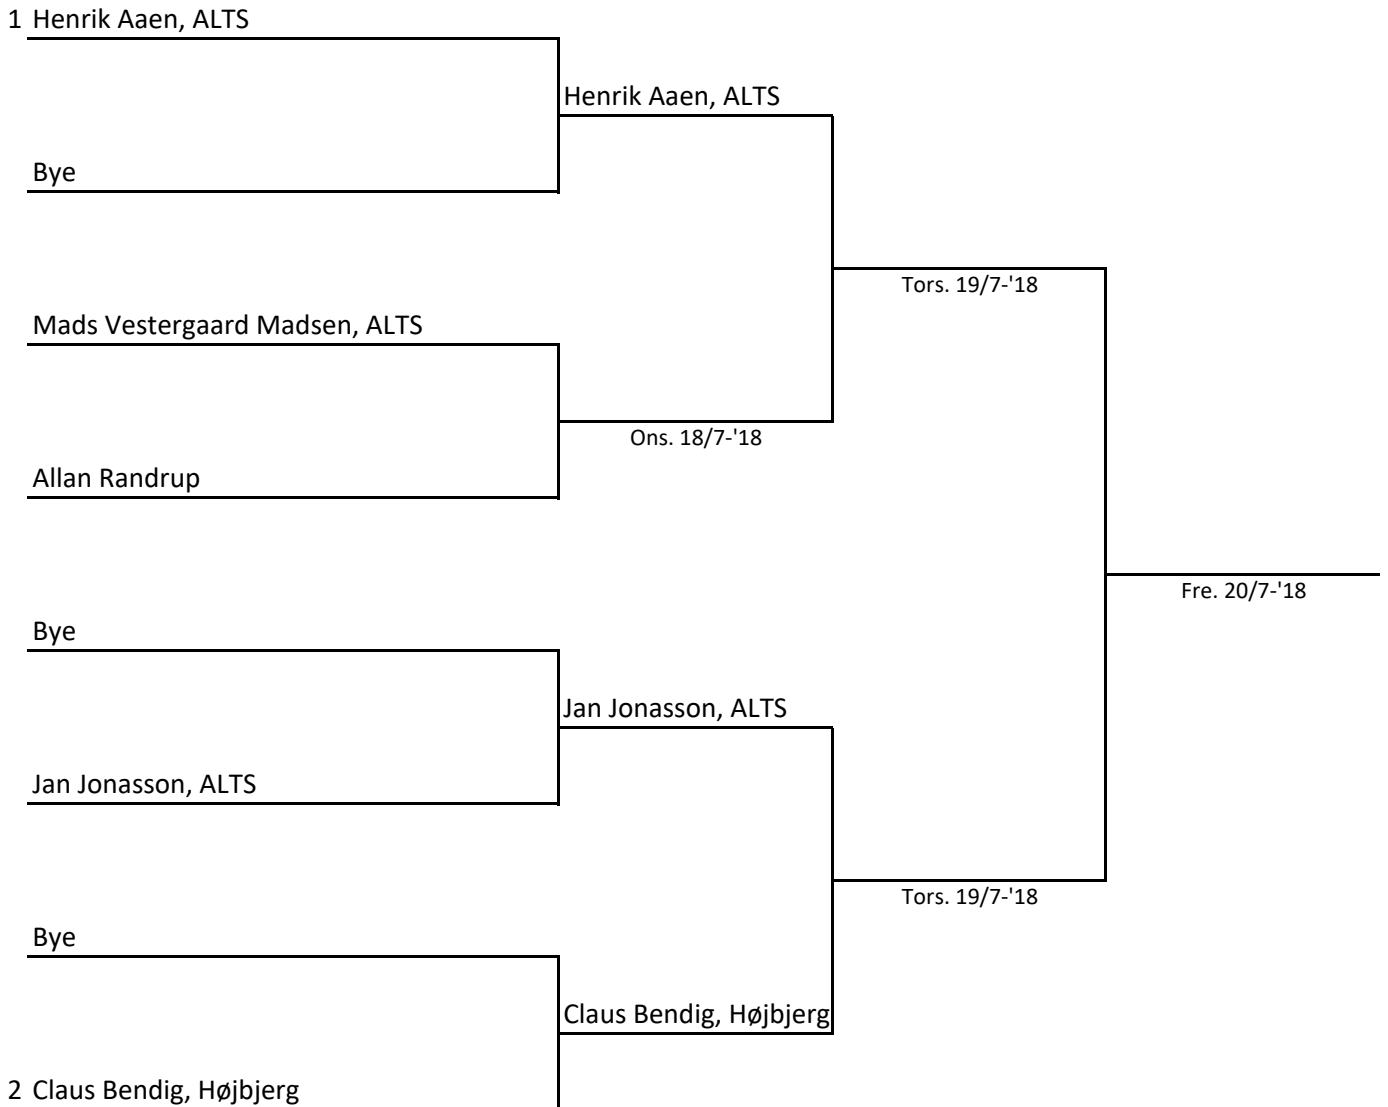 1 Henrik Aaen, ALTS
Henrik Aaen, ALTS
Bye
Tors. 19/7-'18
Mads Vestergaard Madsen, ALTS
Ons. 18/7-'18
Allan Randrup
Fre. 20/7-'18
Bye
Jan Jonasson, ALTS
Jan Jonasson, ALTS
Tors. 19/7-'18
Bye
Claus Bendig, Højbjerg
2 Claus Bendig, Højbjerg